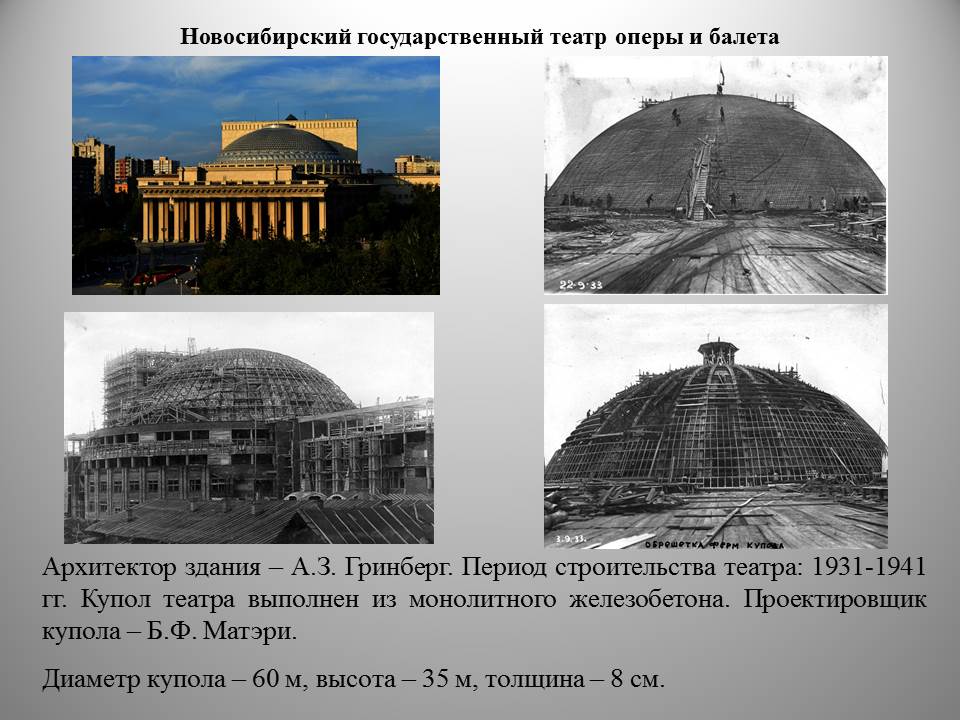 Новосибирский государственный театр оперы и балета
22-9-33
3.9.33.
ОБРЕШЕТКА ФЕРМ КУПОЛА
Архитектор здания – А.З. Гринберг. Период строительства театра: 1931-1941
гг. Купол театра выполнен из монолитного железобетона. Проектировщик
купола – Б.Ф. Матэри.
Диаметр купола – 60 м, высота – 35 м, толщина – 8 см.